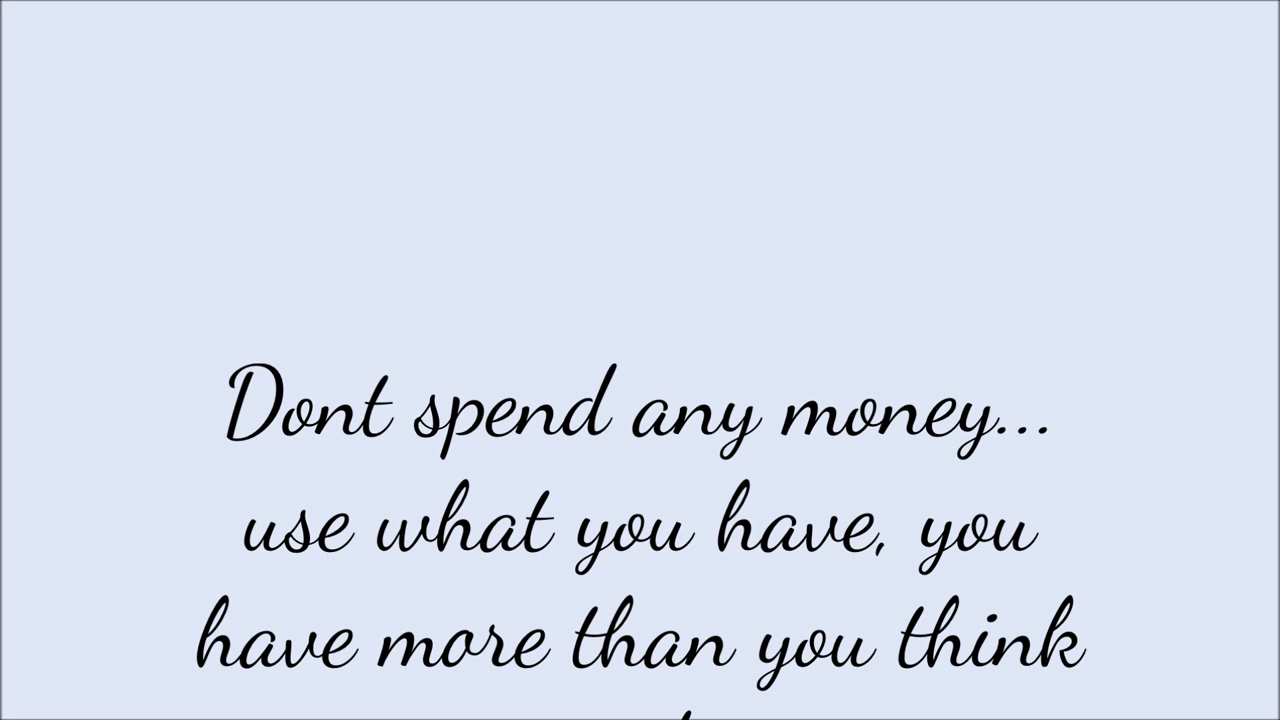 Dont spend any money...
use what you have, you
have more than you think